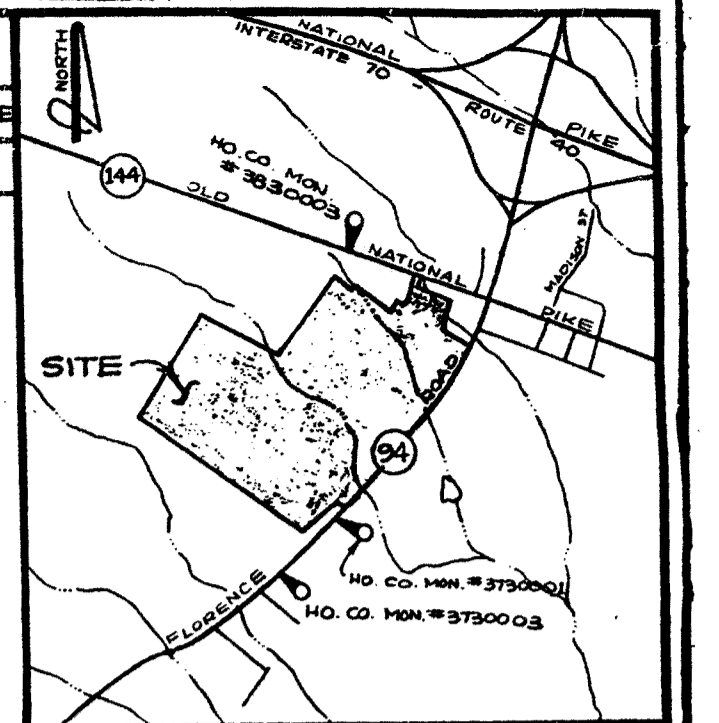 NORTH
NATIONAL PIKE
INTERSTATE 70 - ROUTE 40
HO. CO. MON.
# 3830003
144
OLD NATIONAL PIKE
MADISON ST
SITE
94
FLORENCE ROAD
HO. CO. MON. # 3730001
HO. CO. MON. # 3730003